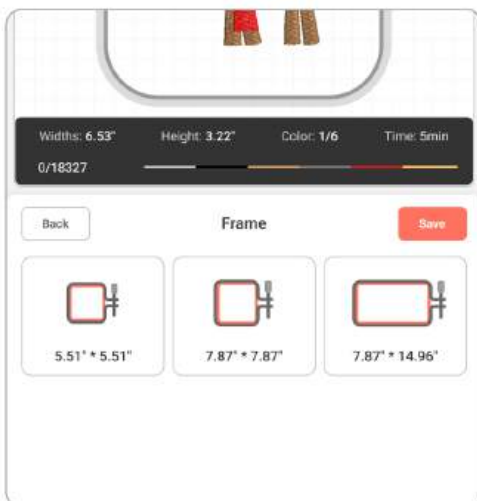 Widths: 6.53" Height: 3.22" Color: 1/6 Time: 5min
0/18327
Back Frame Save
5.51" * 5.51" 7.87" * 7.87" 7.87" * 14.96"